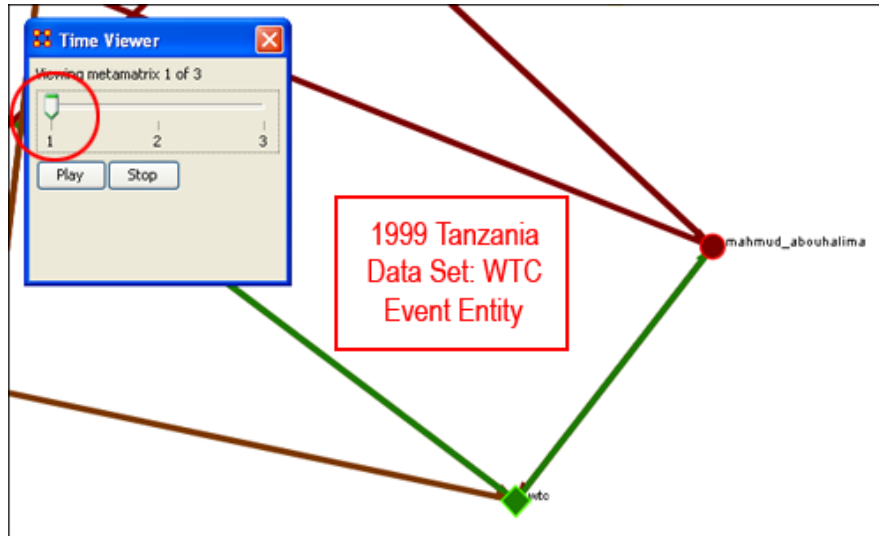 Time Viewer
Viewing metamatrix 1 of 3
1 2 3
Play Stop
1999 Tanzania
Data Set: WTC
Event Entity
mahmud_abouhalima
wtc